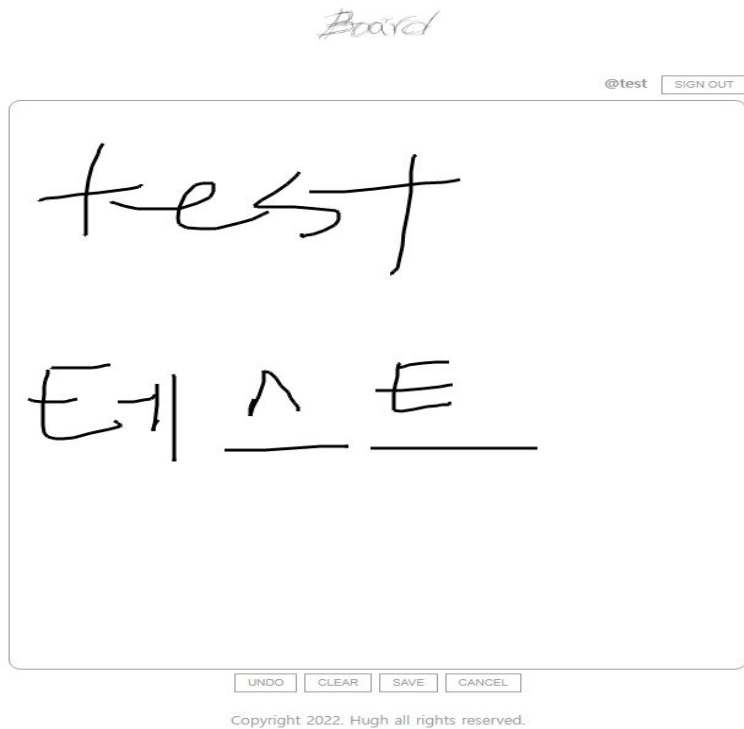 Board
@test SIGN OUT
test
테스트
UNDO CLEAR SAVE CANCEL
Copyright 2022. Hugh all rights reserved.